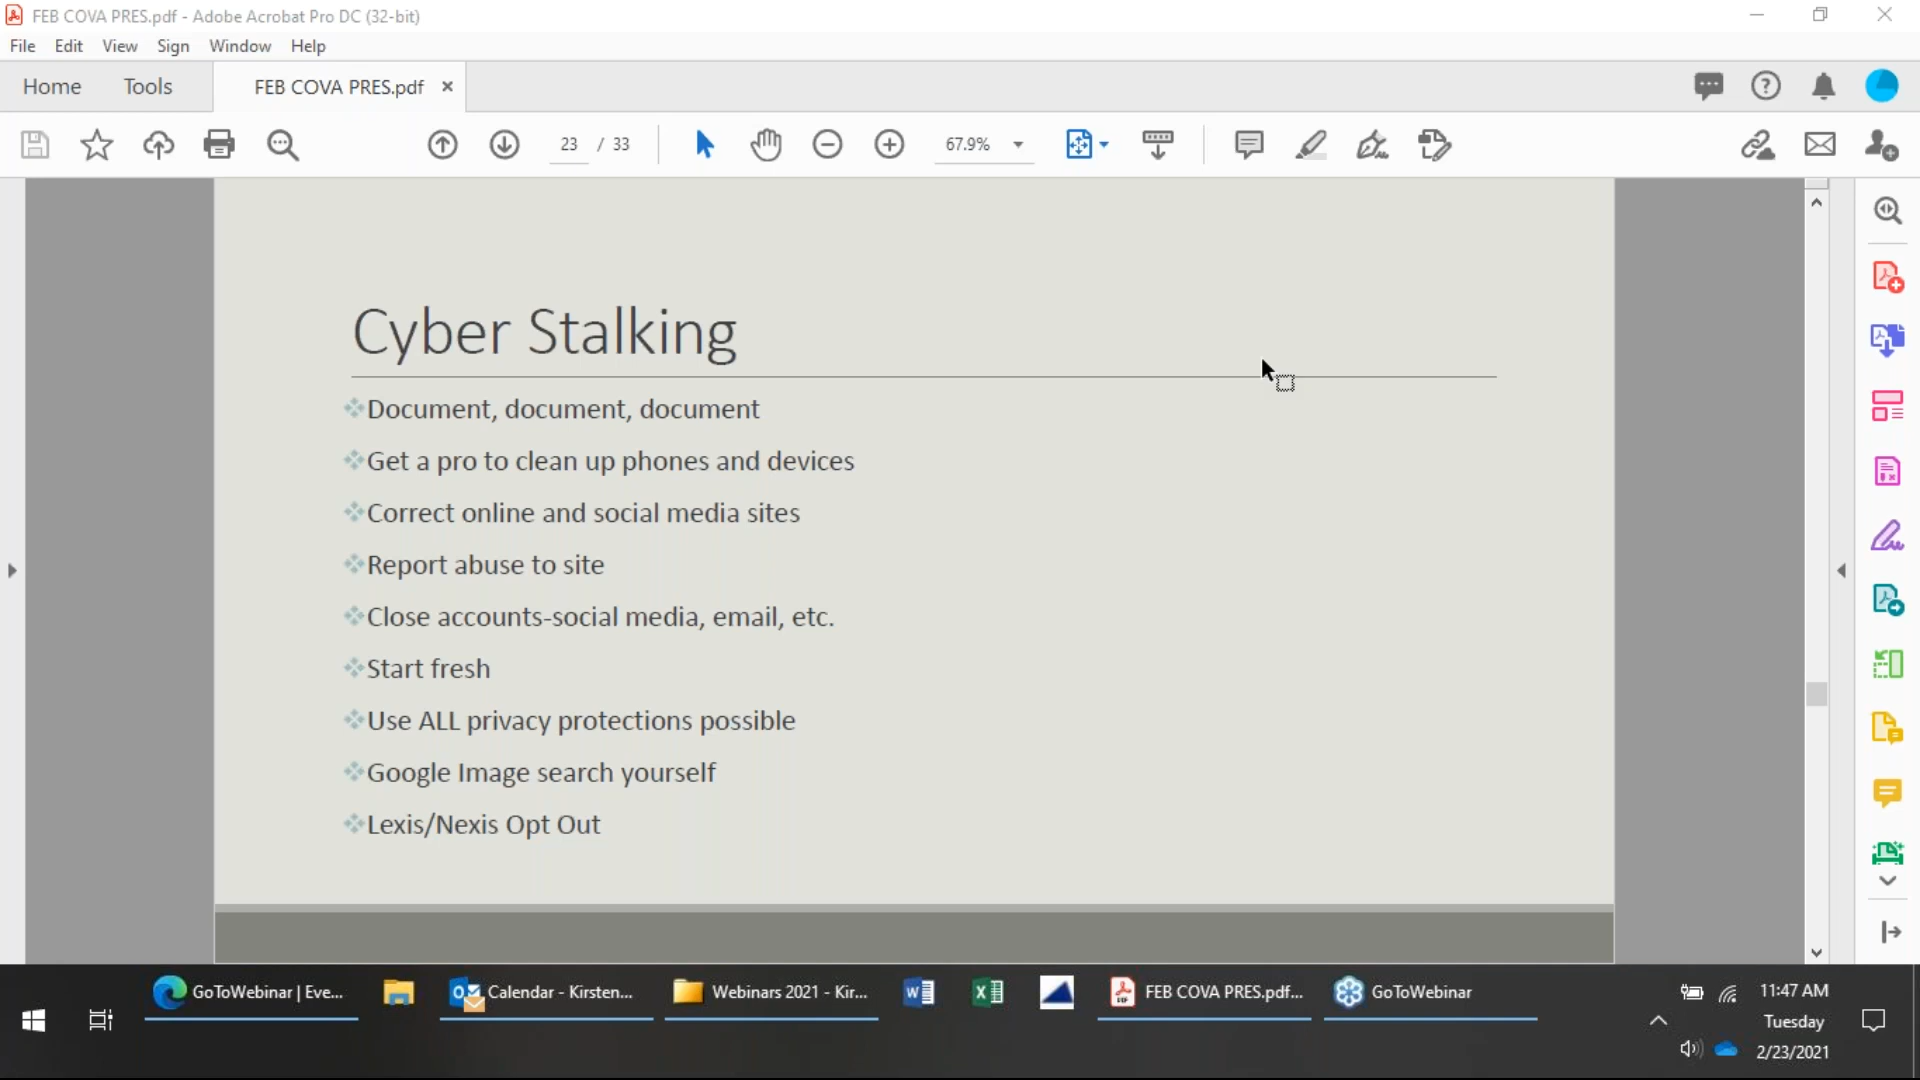 FEB COVA PRES.pdf - Adobe Acrobat Pro DC (32-bit)
File Edit View Sign Window Help
Home Tools FEB COVA PRES.pdf
23 / 33 67.9%
Cyber Stalking
Document, document, document
Get a pro to clean up phones and devices
Correct online and social media sites
Report abuse to site
Close accounts-social media, email, etc.
Start fresh
Use ALL privacy protections possible
Google Image search yourself
Lexis/Nexis Opt Out
GoToWebinar | Eve... Calendar - Kirsten... Webinars 2021 - Kir... FEB COVA PRES.pdf... GoToWebinar
11:47 AM
Tuesday
2/23/2021